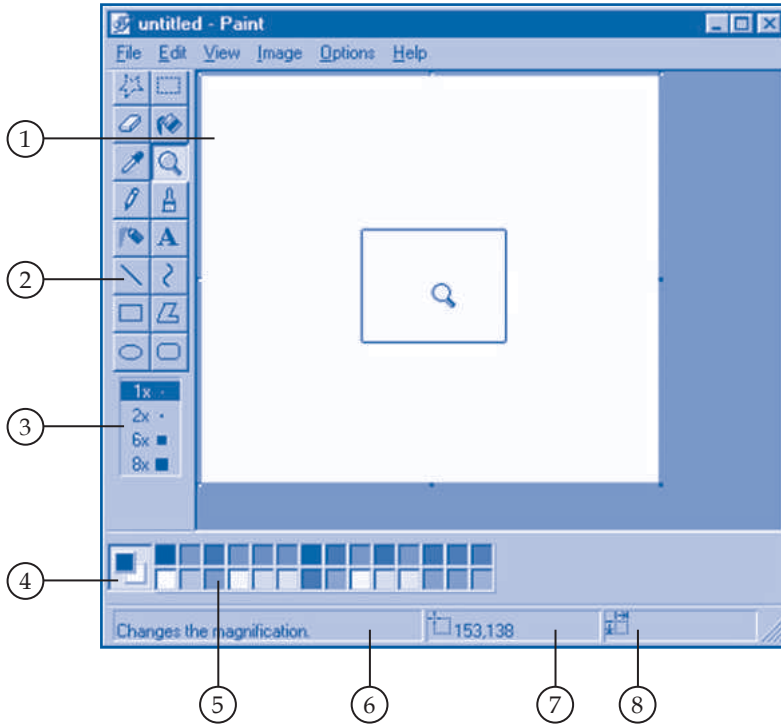 untitled - Paint
File Edit View Image Options Help
1
A
2
1x
2x
3
6x
8x
4
Changes the magnification.
153,138
5
6
7
8